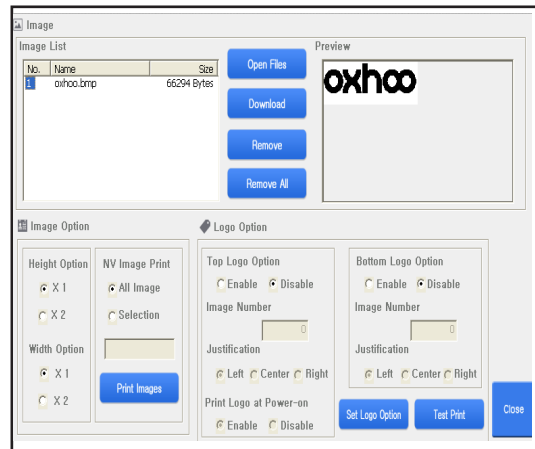 Image
Image List
No. Name Size
1 oxhoo.bmp 66294 Bytes
Open Files
Download
Remove
Remove All
Preview
oxhoo
Image Option
Height Option
X 1
X 2
Width Option
X 1
X 2
NV Image Print
All Image
Selection
Print Images
Logo Option
Top Logo Option
Enable Disable
Image Number
0
Justification
Left Center Right
Print Logo at Power-on
Enable Disable
Bottom Logo Option
Enable Disable
Image Number
0
Justification
Left Center Right
Set Logo Option
Test Print
Close